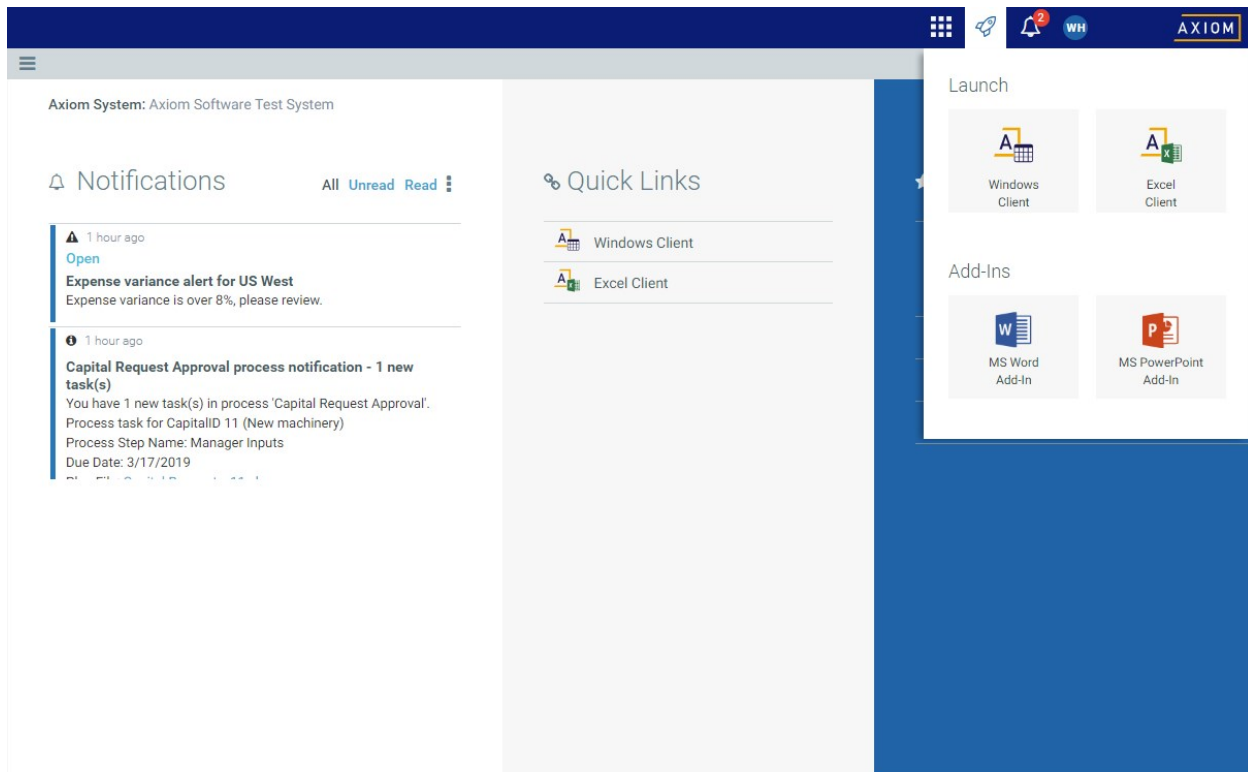 2
WH
AXIOM
Axiom System: Axiom Software Test System
Notifications
All Unread Read
1 hour ago
Open
Expense variance alert for US West
Expense variance is over 8%, please review.
1 hour ago
Capital Request Approval process notification - 1 new
task(s)
You have 1 new task(s) in process 'Capital Request Approval'.
Process task for CapitalID 11 (New machinery)
Process Step Name: Manager Inputs
Due Date: 3/17/2019
Quick Links
Windows Client
Excel Client
Launch
Windows
Client
Excel
Client
Add-Ins
MS Word
Add-In
MS PowerPoint
Add-In